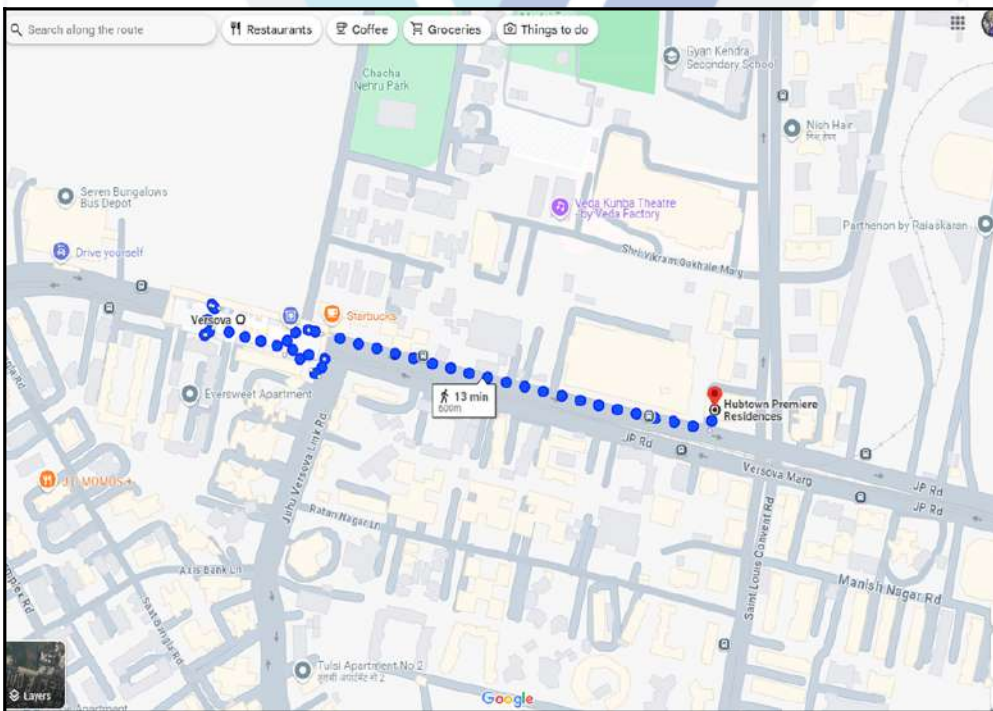 Search along the route
Restaurants
Coffee
Groceries
Things to do
Gyan Kendra
Secondary School
Chacha
Nehru Park
Nish Hair
Seven Bungalows
Bus Depot
Veda Kunba Theatre
- by Veda Factory
Parthenon by Rajaskaran
Shri Vikram Gokhale Marg
Drive yourself
Versova
Starbucks
Eversweet Apartment
13 min
600m
Hubtown Premiere
Residences
JP Rd
Versova Marg
JP Rd
JP Rd
Juhu Versova Link Rd
Ratan Nagar Ln
Axis Bank Ln
Saat Bangla Rd
Saint Louis Convent Rd
Manish Nagar Rd
Tulsi Apartment No 2
Layers
Google